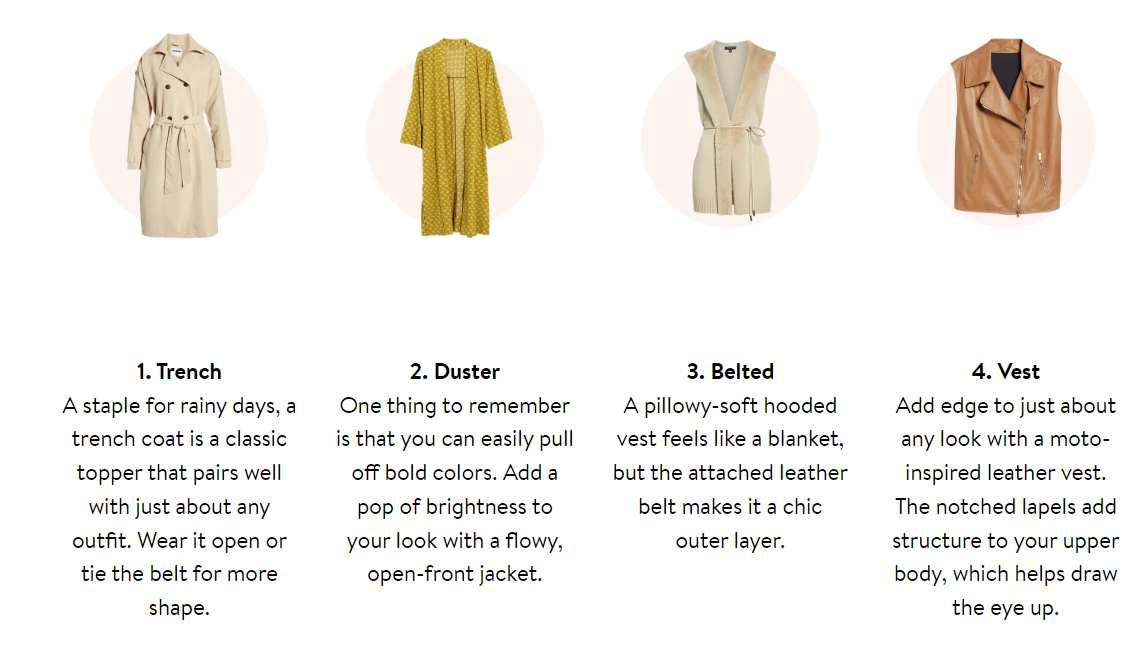 1. Trench
A staple for rainy days, a
trench coat is a classic
topper that pairs well
with just about any
outfit. Wear it open or
tie the belt for more
shape.
2. Duster
One thing to remember
is that you can easily pull
off bold colors. Add a
pop of brightness to
your look with a flowy,
open-front jacket.
3. Belted
A pillowy-soft hooded
vest feels like a blanket,
but the attached leather
belt makes it a chic
outer layer.
4. Vest
Add edge to just about
any look with a moto-
inspired leather vest.
The notched lapels add
structure to your upper
body, which helps draw
the eye up.